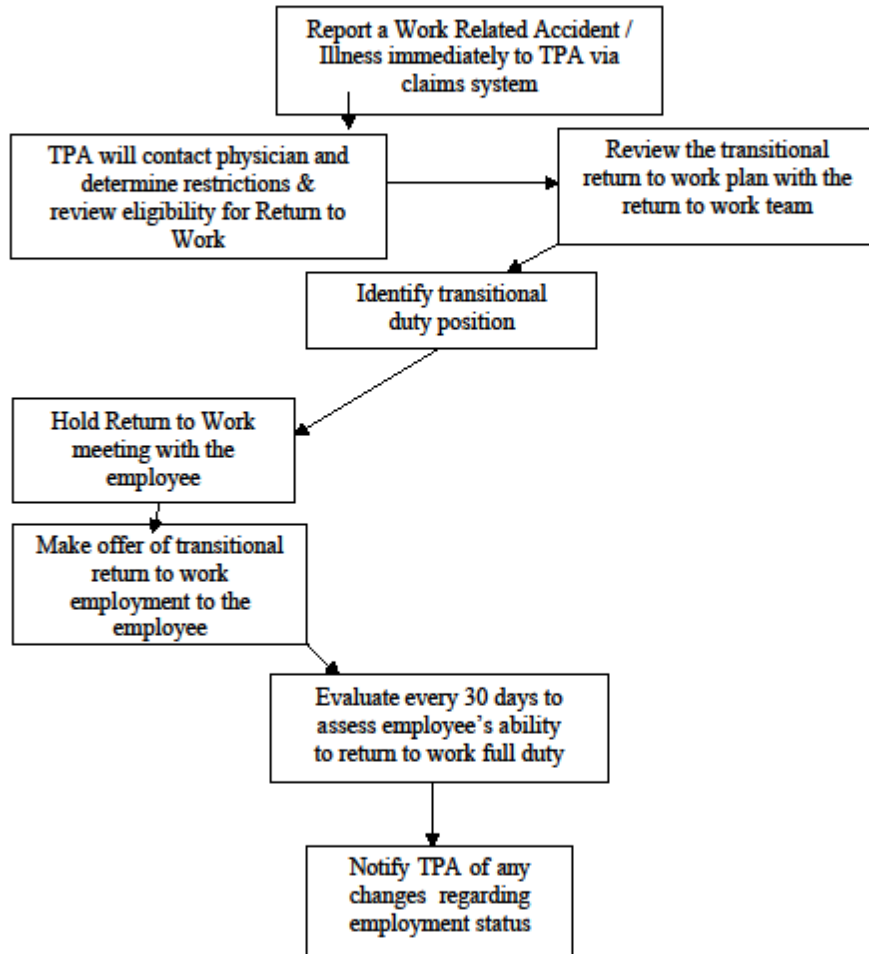 Report a Work Related Accident /
Illness immediately to TPA via
claims system
TPA will contact physician and
determine restrictions &
review eligibility for Return to
Work
Review the transitional
return to work plan with the
return to work team
Identify transitional
duty position
Hold Return to Work
meeting with the
employee
Make offer of transitional
return to work
employment to the
employee
Evaluate every 30 days to
assess employee’s ability
to return to work full duty
Notify TPA of any
changes regarding
employment status